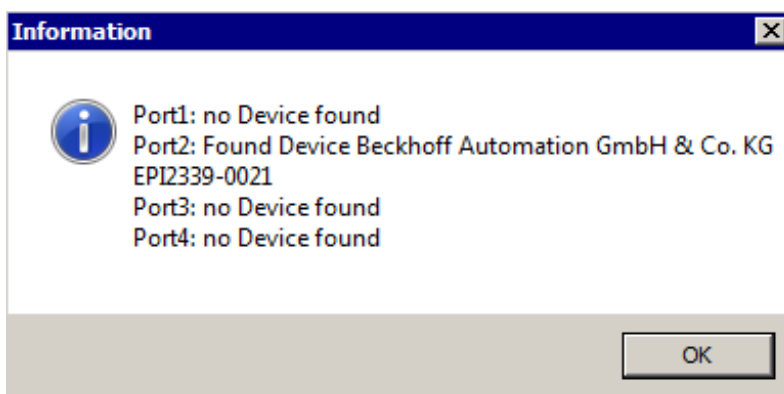 Information
Port1: no Device found
Port2: Found Device Beckhoff Automation GmbH & Co. KG
EPI2339-0021
Port3: no Device found
Port4: no Device found
OK